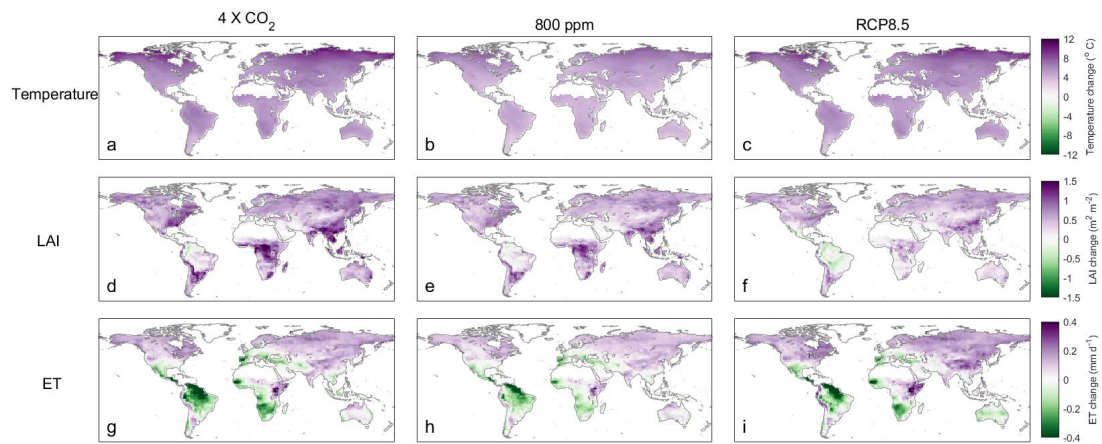 4 X CO2
800 ppm
RCP8.5
Temperature
a
b
c
12
8
4
0
-4
-8
-12
Temperature change (° C)
LAI
d
e
f
1.5
1
0.5
0
-0.5
-1
-1.5
LAI change (m² m⁻²)
ET
g
h
i
0.4
0.2
0
-0.2
-0.4
ET change (mm d⁻¹)